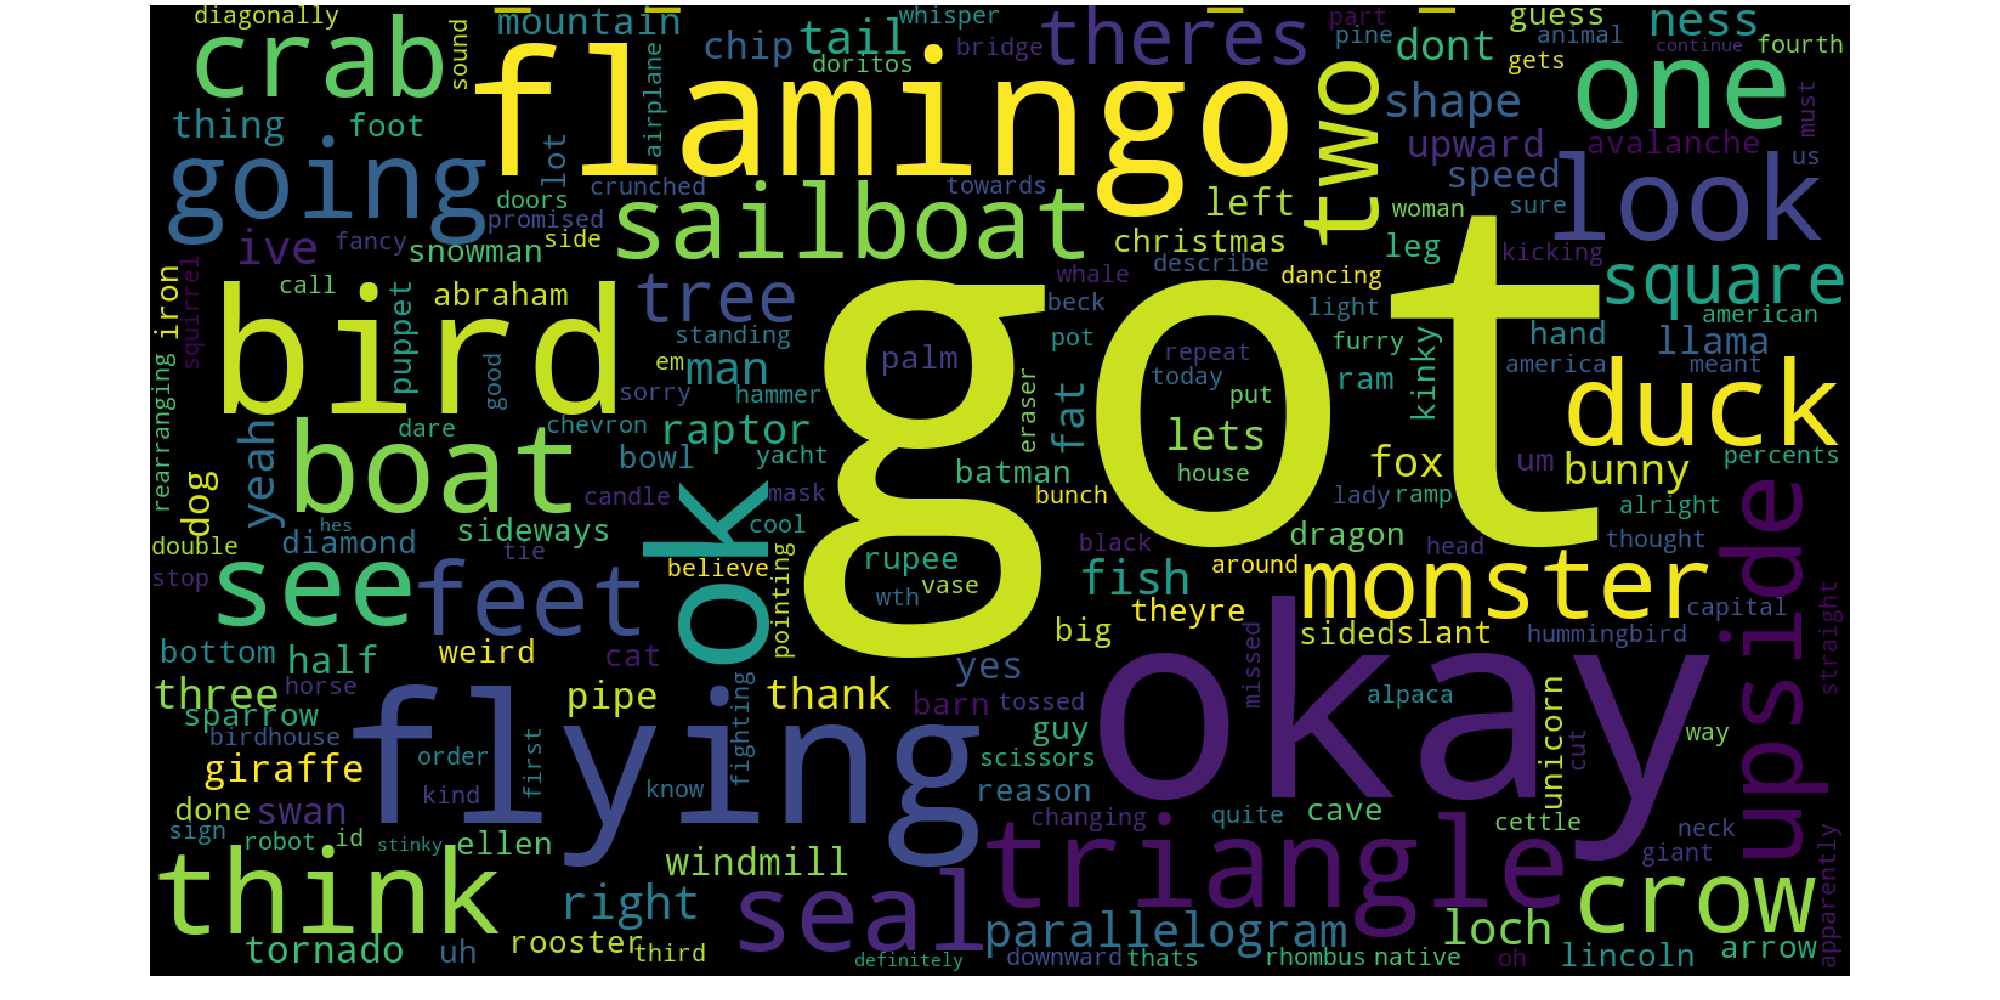 diagonally
mountain
whisper
theres
part
guess
ness
crab
sound
flamingo
airplane
chip
tail
bridge
doritos
pine
dont
animal
gets
continue
fourth
one
two
shape
must
thing
foot
going
lot
crunched
towards
doors
promised
sailboat
left
upward
avalanche
us
speed
look
woman
sure
ive
fancy
snowman
side
christmas
leg
kicking
squirrel
iron
call
abraham
tree
whale
describe
dancing
square
bird
puppet
standing
beck
light
american
got
pot
furry
hand
llama
rearranging
good
em
man
palm
repeat
kinky
america
meant
sorry
hammer
today
ram
duck
put
eraser
fat
boat
dare
chevron
raptor
lets
yeah
bowl
yacht
batman
house
fox
um
bunny
percents
dog
candle
mask
bunch
lady
ramp
alright
hes
sideways
ok
cool
dragon
upside
double
diamond
tie
black
head
thought
stop
see
feet
believe
pointing
rupee
vase
wth
fish
around
monster
theyre
capital
straight
big
sided
slant
hummingbird
bottom
half
weird
cat
yes
missed
okay
three
horse
pipe
thank
barn
tossed
alpaca
unicorn
sparrow
birdhouse
flying
fighting
guy
way
giraffe
order
first
scissors
cut
done
swan
kind
know
reason
cave
changing
quite
cettle
neck
sign
robot
id
stinky
ellen
windmill
triangle
giant
apparently
think
right
seal
crow
parallelogram
loch
tornado
uh
rooster
third
definitely
downward
thats
rhombus
native
oh
lincoln
arrow